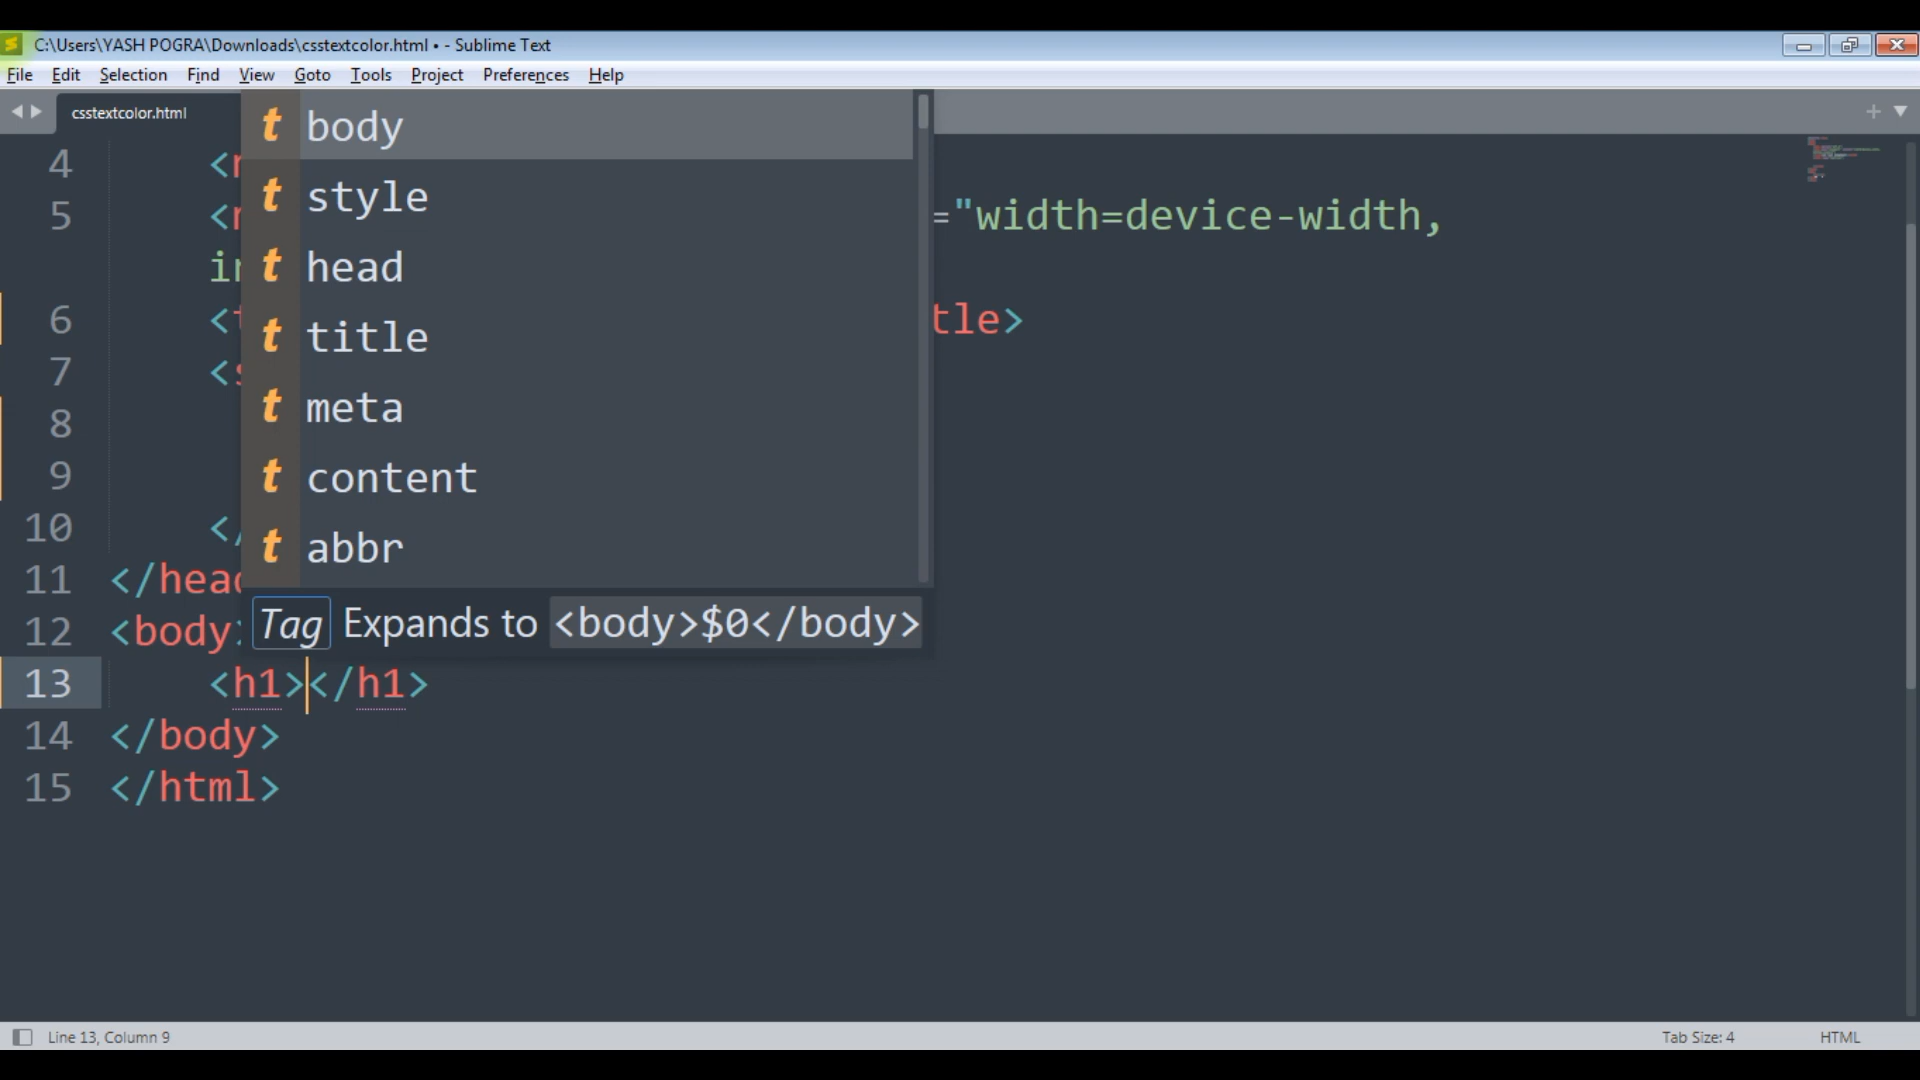 C:\Users\YASH POGRA\Downloads\csstextcolor.html • - Sublime Text
File Edit Selection Find View Goto Tools Project Preferences Help
csstextcolor.html
body
style
head
title
meta
content
abbr
Tag Expands to <body>$0</body>
4 <
5 < ="width=device-width,
6 <t tle>
7 <s
8
9
10 </
11 </head
12 <body>
13 <h1></h1>
14 </body>
15 </html>
Line 13, Column 9
Tab Size: 4
HTML